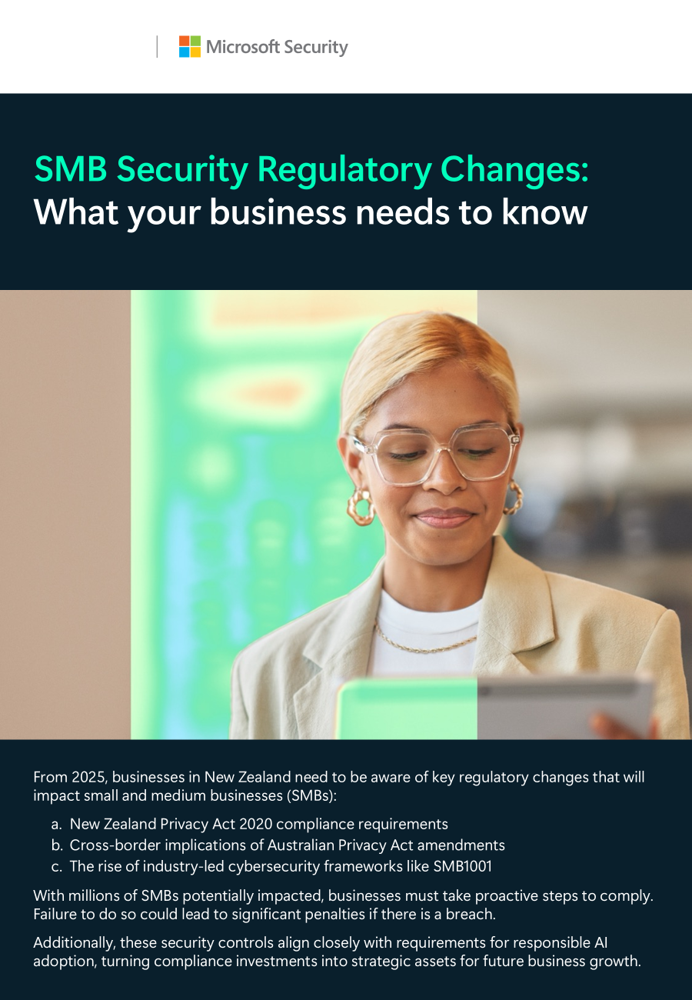 Microsoft Security
SMB Security Regulatory Changes:
What your business needs to know
From 2025, businesses in New Zealand need to be aware of key regulatory changes that will
impact small and medium businesses (SMBs):
a. New Zealand Privacy Act 2020 compliance requirements
b. Cross-border implications of Australian Privacy Act amendments
c. The rise of industry-led cybersecurity frameworks like SMB1001
With millions of SMBs potentially impacted, businesses must take proactive steps to comply.
Failure to do so could lead to significant penalties if there is a breach.
Additionally, these security controls align closely with requirements for responsible AI
adoption, turning compliance investments into strategic assets for future business growth.